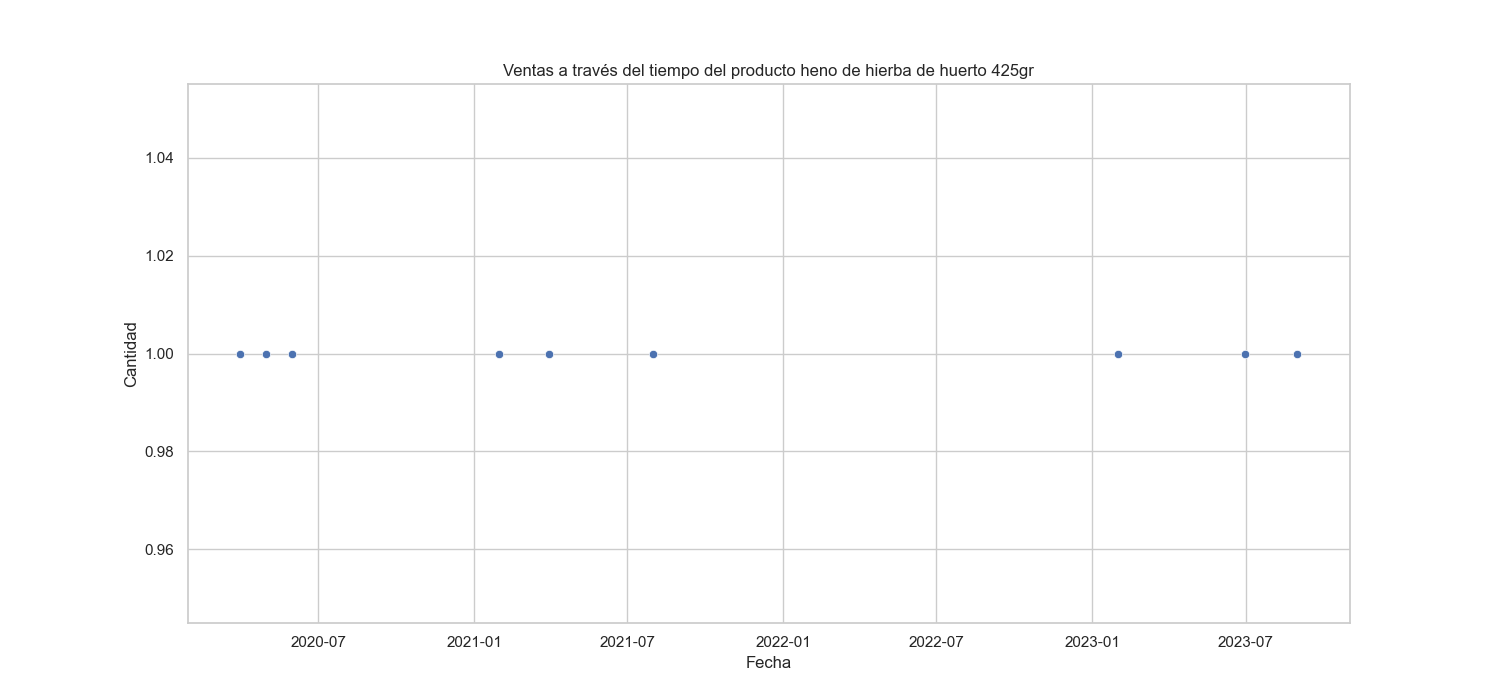 Ventas a través del tiempo del producto heno de hierba de huerto 425gr
1.04
1.02
1.00
0.98
0.96
Cantidad
2020-07 2021-01 2021-07 2022-01 2022-07 2023-01 2023-07
Fecha